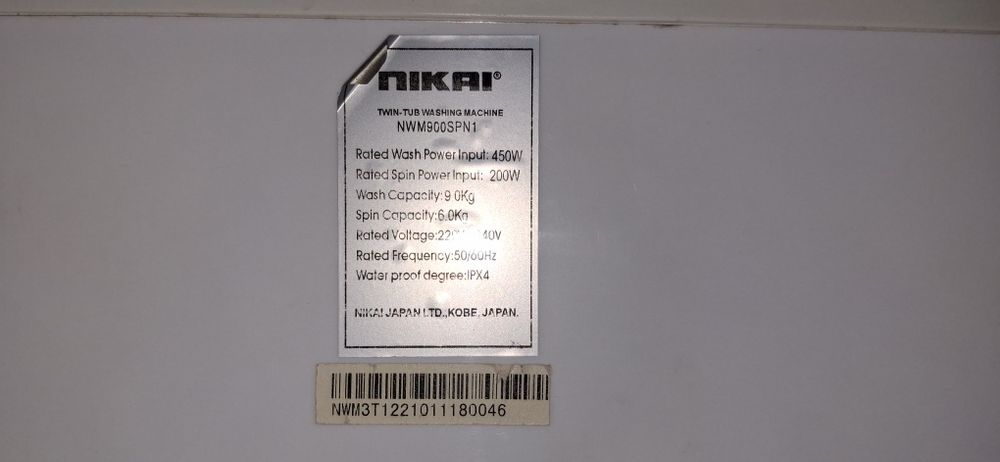 NIKAI®
TWIN-TUB WASHING MACHINE
NWM900SPN1
Rated Wash Power Input: 450W
Rated Spin Power Input: 200W
Wash Capacity:9.0Kg
Spin Capacity:6.0Kg
Rated Voltage:
Rated Frequency:50/60Hz
Water proof degree:IPX4
NIKAI JAPAN LTD.,KOBE, JAPAN.
NWM3T1221011180046